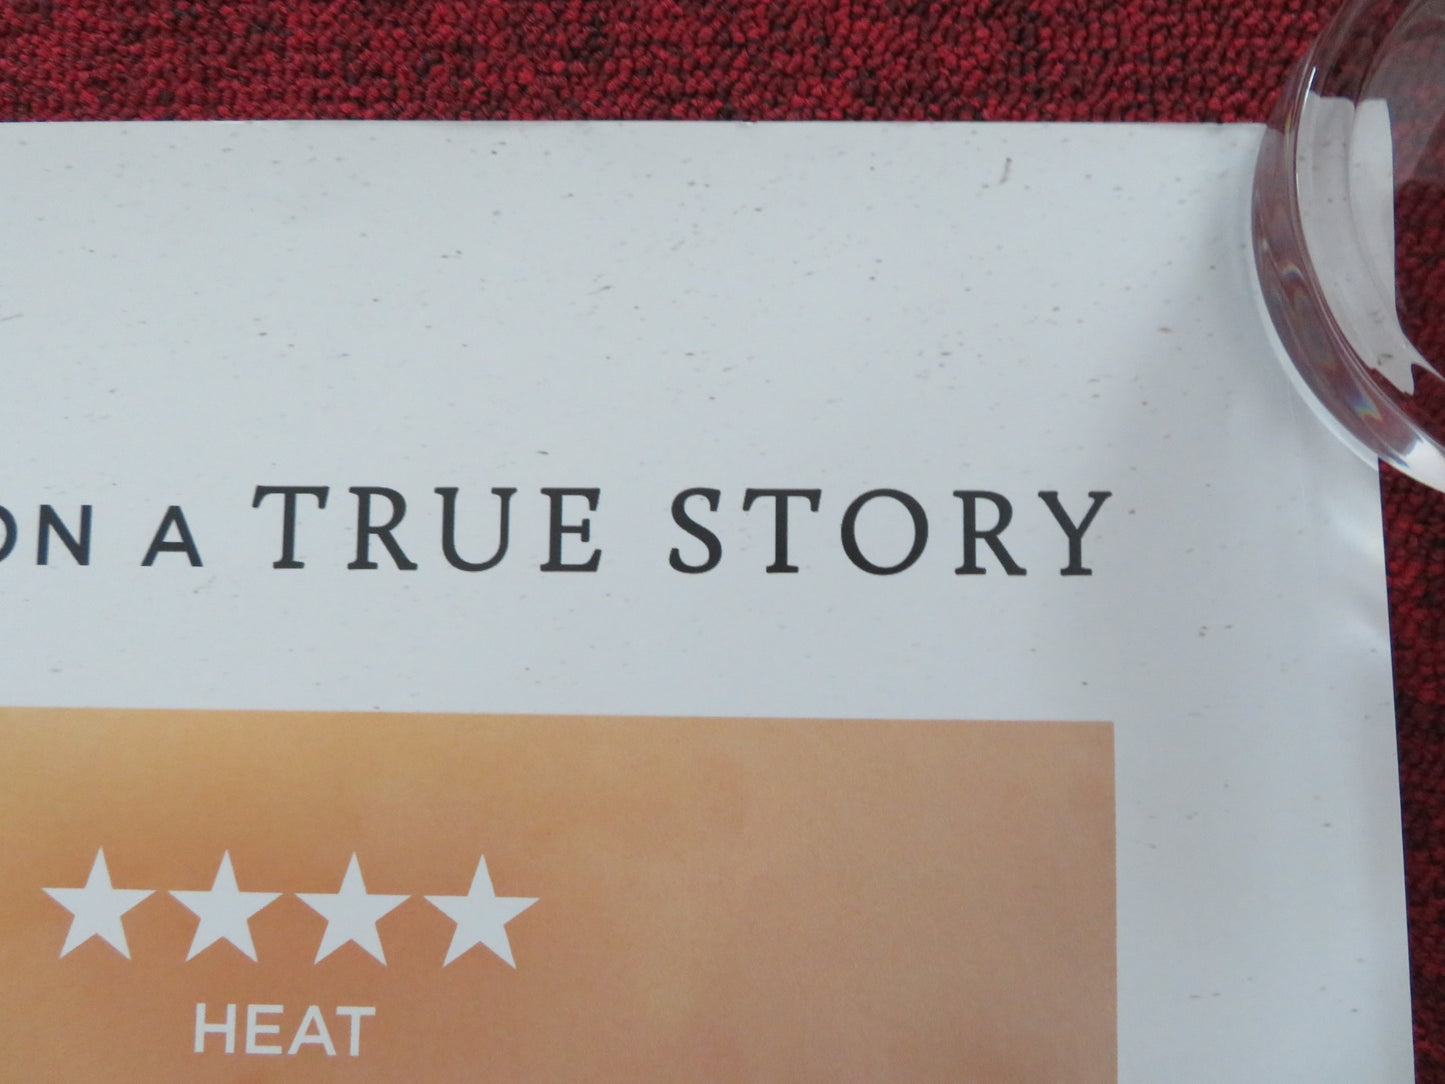 ON A TRUE STORY
★★★★
HEAT